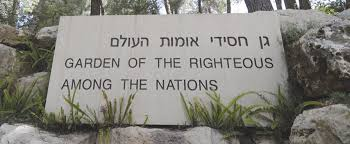 גן חסידי אומות העולם
GARDEN OF THE RIGHTEOUS
AMONG THE NATIONS